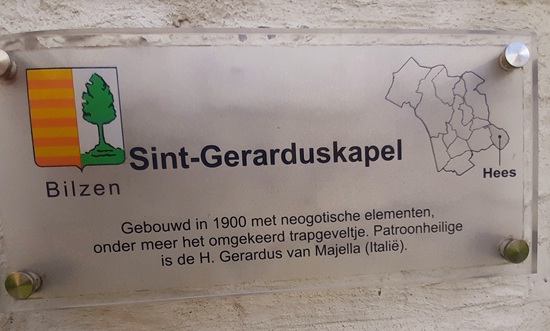 Sint-Gerarduskapel
Bilzen
Hees
Gebouwd in 1900 met neogotische elementen,
onder meer het omgekeerd trapgeveltje. Patroonheilige
is de H. Gerardus van Majella (Italië).